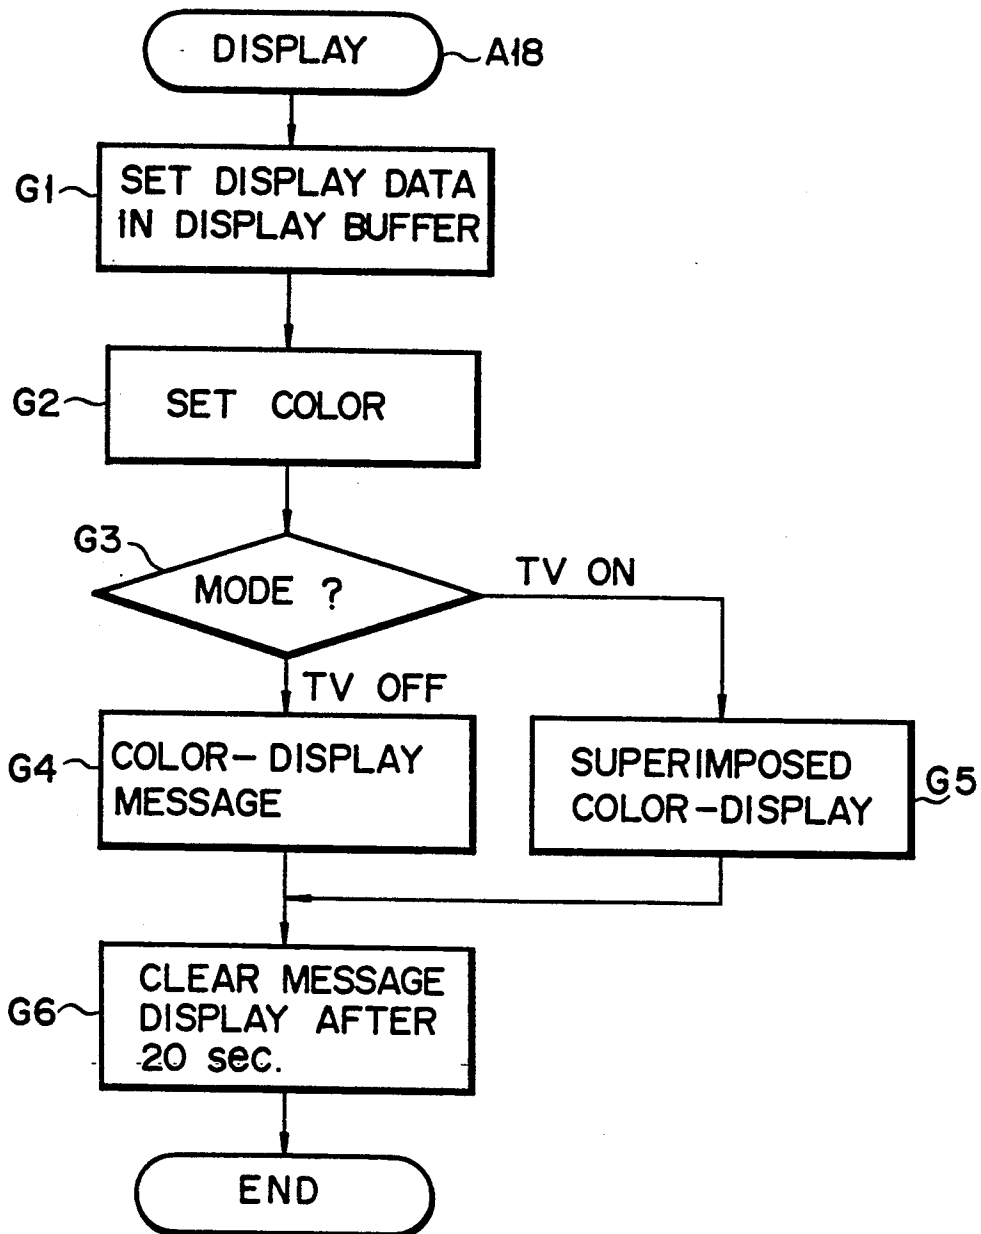 DISPLAY
A18
G1
SET DISPLAY DATA
IN DISPLAY BUFFER
G2
SET COLOR
G3
MODE ?
TV ON
TV OFF
G4
COLOR-DISPLAY
MESSAGE
SUPERIMPOSED
COLOR-DISPLAY
G5
G6
CLEAR MESSAGE
DISPLAY AFTER
20 sec.
END